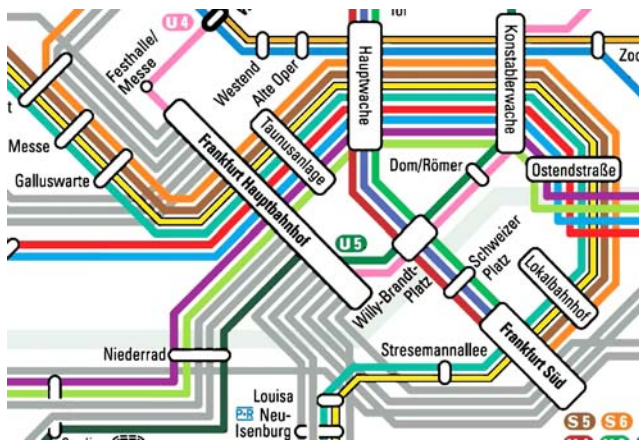 U4
Festhalle/
Messe
Westend
Alte Oper
Hauptwache
Konstablerwache
Messe
Galluswarte
Taunusanlage
Frankfurt Hauptbahnhof
Dom/Römer
Ostendstraße
U5
Willy-Brandt-
Platz
Schweizer
Platz
Lokalbahnhof
Frankfurt Süd
Niederrad
Stresemannallee
Louisa
P+R Neu-
Isenburg
S5 S6